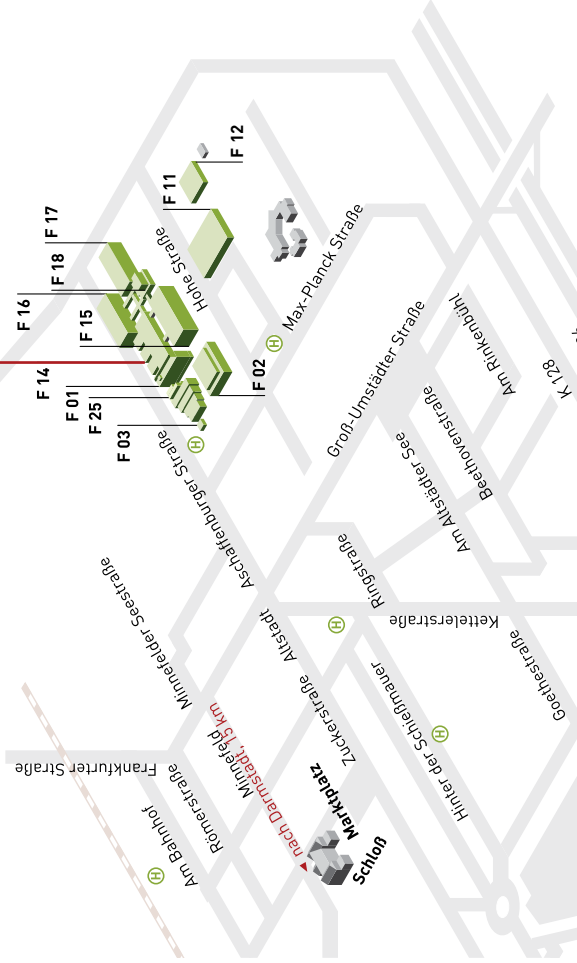 F 17
F 18
F 16
F 15
F 14
F 01
F 25
F 03
F 11
F 12
F 02
Hohe Straße
H
Max-Planck Straße
H
Aschaffenburger Straße
Groß-Umstädter Straße
Am Rinkenbühl
K 128
Beethovenstraße
Am Altstädter See
Minnefelder Seestraße
Altstadt
Ringstraße
H
Kettelerstraße
Goethestraße
Zuckerstraße
Hinter der Schießmauer
H
Minnefeld
nach Darmstadt, 15 km
Frankfurter Straße
Römerstraße
Am Bahnhof
H
Marktplatz
Schloß